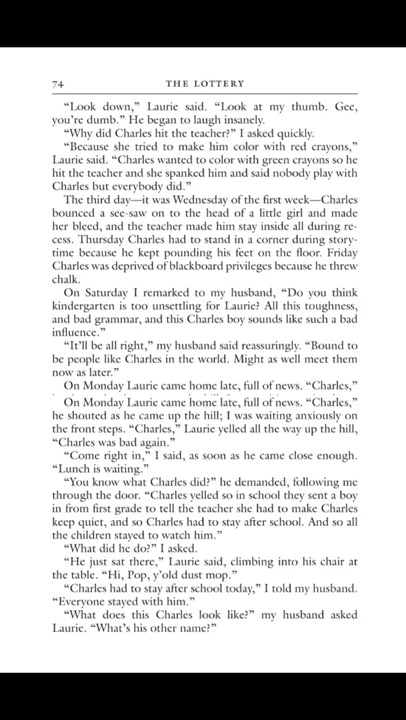 74 THE LOTTERY
“Look down,” Laurie said. “Look at my thumb. Gee,
you’re dumb.” He began to laugh insanely.
“Why did Charles hit the teacher?” I asked quickly.
“Because she tried to make him color with red crayons,”
Laurie said. “Charles wanted to color with green crayons so he
hit the teacher and she spanked him and said nobody play with
Charles but everybody did.”
The third day—it was Wednesday of the first week—Charles
bounced a see-saw on to the head of a little girl and made
her bleed, and the teacher made him stay inside all during re-
cess. Thursday Charles had to stand in a corner during story-
time because he kept pounding his feet on the floor. Friday
Charles was deprived of blackboard privileges because he threw
chalk.
On Saturday I remarked to my husband, “Do you think
kindergarten is too unsettling for Laurie? All this toughness,
and bad grammar, and this Charles boy sounds like such a bad
influence.”
“It’ll be all right,” my husband said reassuringly. “Bound to
be people like Charles in the world. Might as well meet them
now as later.”
On Monday Laurie came home late, full of news. “Charles,”
On Monday Laurie came home late, full of news. “Charles,”
he shouted as he came up the hill; I was waiting anxiously on
the front steps. “Charles,” Laurie yelled all the way up the hill,
“Charles was bad again.”
“Come right in,” I said, as soon as he came close enough.
“Lunch is waiting.”
“You know what Charles did?” he demanded, following me
through the door. “Charles yelled so in school they sent a boy
in from first grade to tell the teacher she had to make Charles
keep quiet, and so Charles had to stay after school. And so all
the children stayed to watch him.”
“What did he do?” I asked.
“He just sat there,” Laurie said, climbing into his chair at
the table. “Hi, Pop, y’old dust mop.”
“Charles had to stay after school today,” I told my husband.
“Everyone stayed with him.”
“What does this Charles look like?” my husband asked
Laurie. “What’s his other name?”